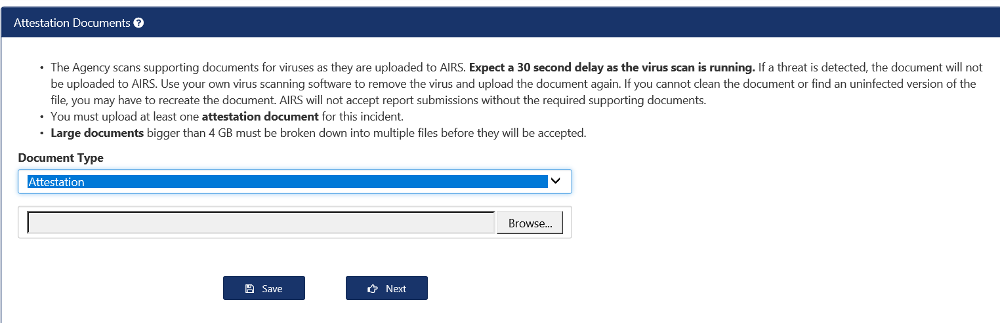 Attestation Documents ?
• The Agency scans supporting documents for viruses as they are uploaded to AIRS. Expect a 30 second delay as the virus scan is running. If a threat is detected, the document will not
be uploaded to AIRS. Use your own virus scanning software to remove the virus and upload the document again. If you cannot clean the document or find an uninfected version of the
file, you may have to recreate the document. AIRS will not accept report submissions without the required supporting documents.
• You must upload at least one attestation document for this incident.
• Large documents bigger than 4 GB must be broken down into multiple files before they will be accepted.
Document Type
Attestation
Browse...
Save Next